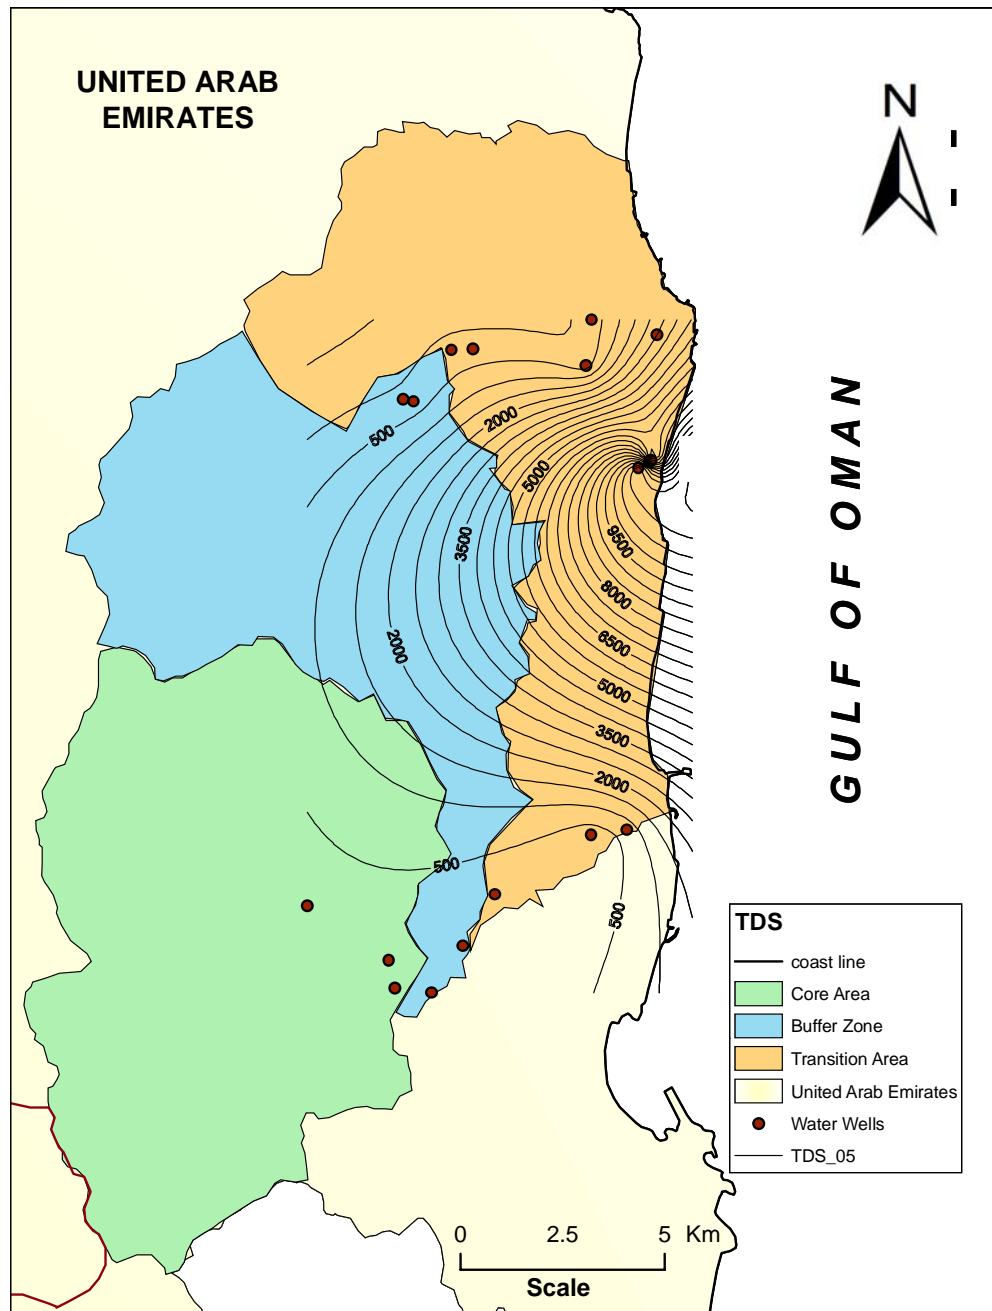 UNITED ARAB
EMIRATES
N
500
2000
5000
3500
9500
8000
2000
6500
5000
3500
2000
500
500
GULF OF OMAN
TDS
coast line
Core Area
Buffer Zone
Transition Area
United Arab Emirates
Water Wells
TDS_05
0 2.5 5 Km
Scale